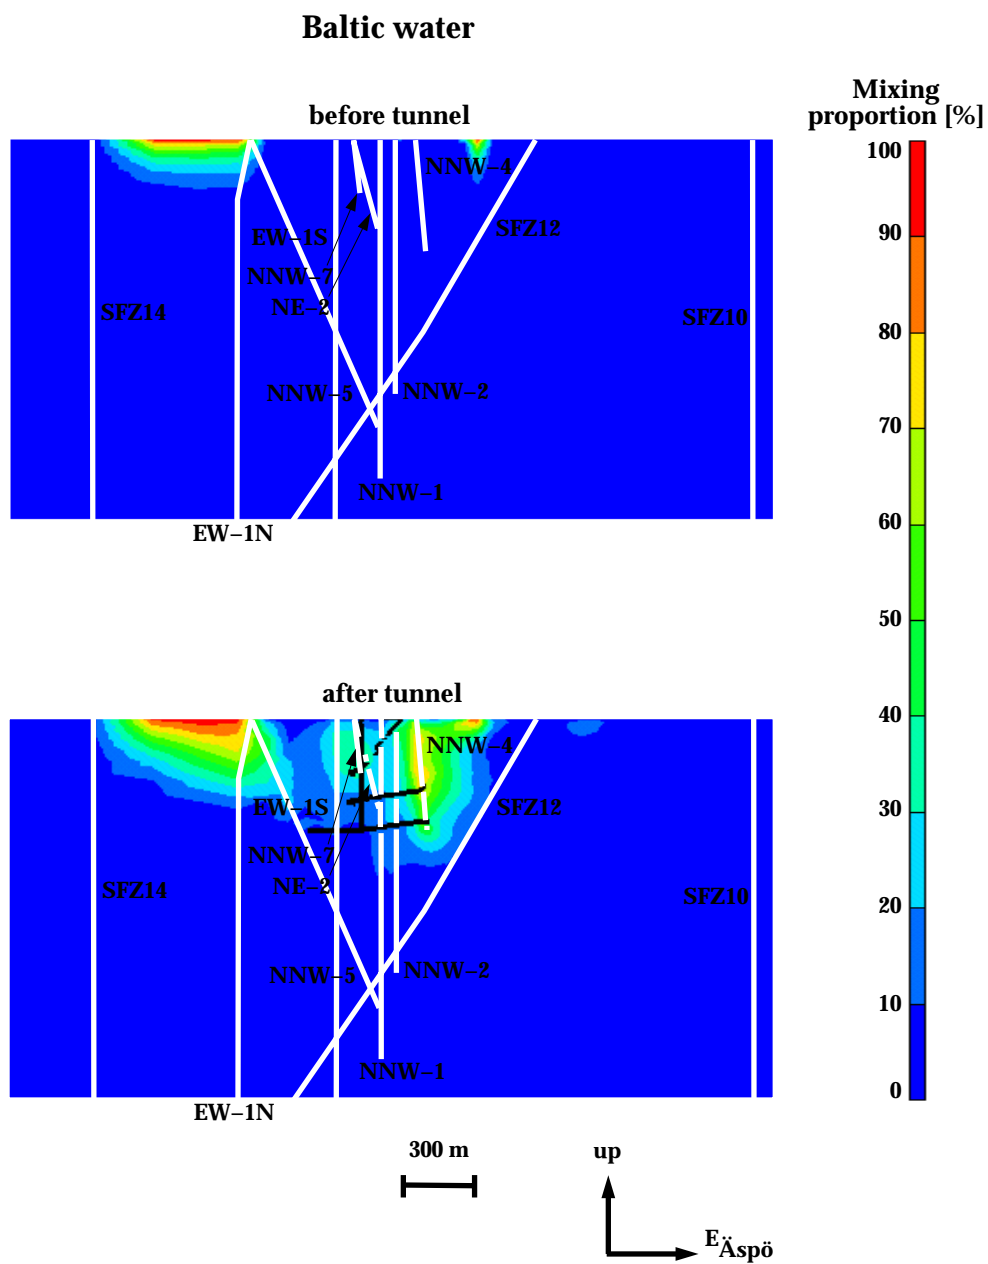 Baltic water
Mixing
proportion [%]
before tunnel
100
NNW–4
90
SFZ12
EW–1S
NNW–7
NE–2
SFZ14
SFZ10
80
NNW–5
NNW–2
70
NNW–1
EW–1N
60
50
after tunnel
40
NNW–4
EW–1S
SFZ12
30
NNW–7
NE–2
SFZ14
SFZ10
20
NNW–5
NNW–2
10
NNW–1
0
EW–1N
300 m
up
E Äspö